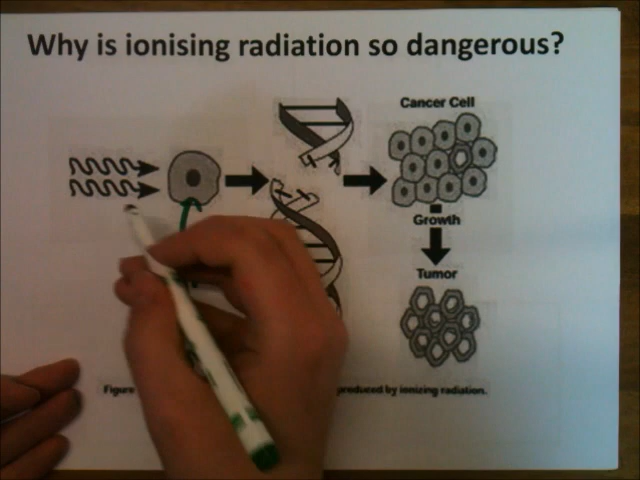 Why is ionising radiation so dangerous?
Cancer Cell
Growth
Tumor
Figure produced by ionizing radiation.